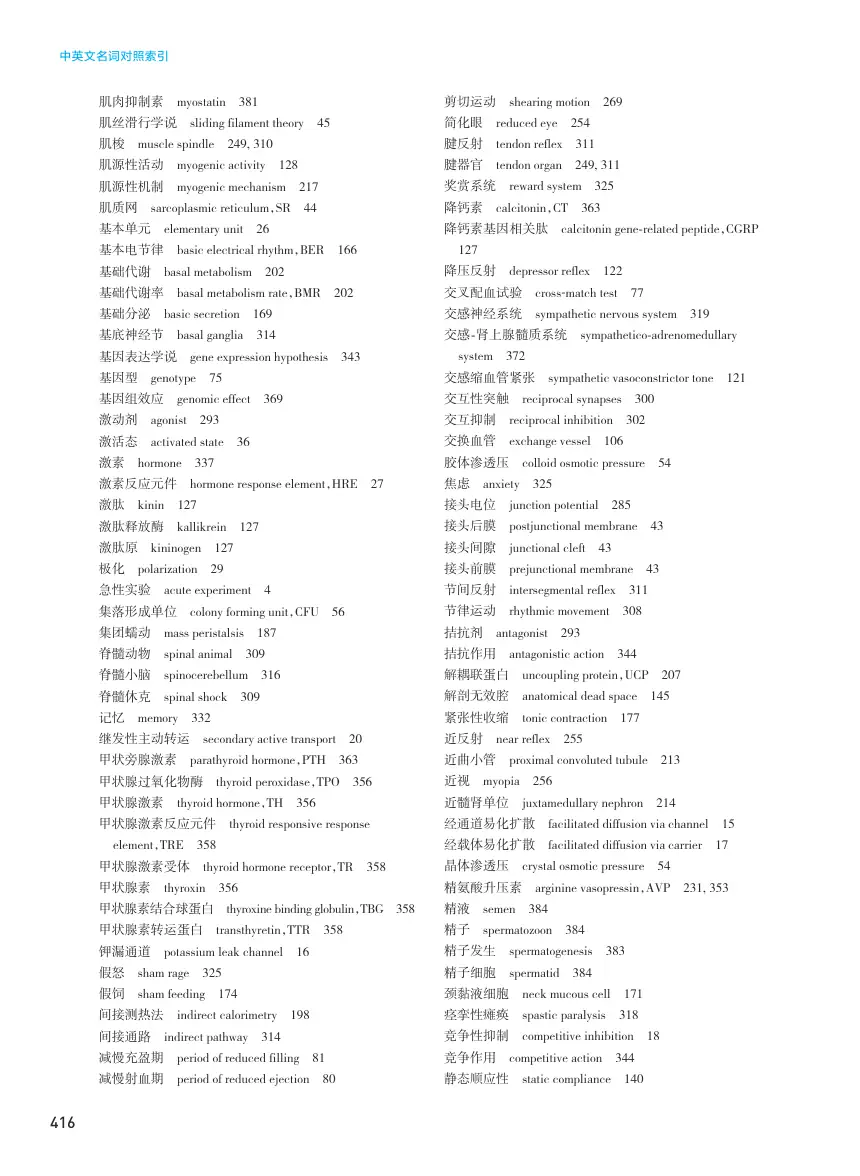 中英文名词对照索引
肌肉抑制素 myostatin 381
肌丝滑行学说 sliding filament theory 45
肌梭 muscle spindle 249, 310
肌源性活动 myogenic activity 128
肌源性机制 myogenic mechanism 217
肌质网 sarcoplasmic reticulum,SR 44
基本单元 elementary unit 26
基本电节律 basic electrical rhythm,BER 166
基础代谢 basal metabolism 202
基础代谢率 basal metabolism rate,BMR 202
基础分泌 basic secretion 169
基底神经节 basal ganglia 314
基因表达学说 gene expression hypothesis 343
基因型 genotype 75
基因组效应 genomic effect 369
激动剂 agonist 293
激活态 activated state 36
激素 hormone 337
激素反应元件 hormone response element,HRE 27
激肽 kinin 127
激肽释放酶 kallikrein 127
激肽原 kininogen 127
极化 polarization 29
急性实验 acute experiment 4
集落形成单位 colony forming unit,CFU 56
集团蠕动 mass peristalsis 187
脊髓动物 spinal animal 309
脊髓小脑 spinocerebellum 316
脊髓休克 spinal shock 309
记忆 memory 332
继发性主动转运 secondary active transport 20
甲状旁腺激素 parathyroid hormone,PTH 363
甲状腺过氧化物酶 thyroid peroxidase,TPO 356
甲状腺激素 thyroid hormone,TH 356
甲状腺激素反应元件 thyroid responsive response
element,TRE 358
甲状腺激素受体 thyroid hormone receptor,TR 358
甲状腺素 thyroxin 356
甲状腺素结合球蛋白 thyroxine binding globulin,TBG 358
甲状腺素转运蛋白 transthyretin,TTR 358
钾漏通道 potassium leak channel 16
假怒 sham rage 325
假饲 sham feeding 174
间接测热法 indirect calorimetry 198
间接通路 indirect pathway 314
减慢充盈期 period of reduced filling 81
减慢射血期 period of reduced ejection 80
剪切运动 shearing motion 269
简化眼 reduced eye 254
腱反射 tendon reflex 311
腱器官 tendon organ 249, 311
奖赏系统 reward system 325
降钙素 calcitonin,CT 363
降钙素基因相关肽 calcitonin gene-related peptide,CGRP
127
降压反射 depressor reflex 122
交叉配血试验 cross-match test 77
交感神经系统 sympathetic nervous system 319
交感-肾上腺髓质系统 sympathetico-adrenomedullary
system 372
交感缩血管紧张 sympathetic vasoconstrictor tone 121
交互性突触 reciprocal synapses 300
交互抑制 reciprocal inhibition 302
交换血管 exchange vessel 106
胶体渗透压 colloid osmotic pressure 54
焦虑 anxiety 325
接头电位 junction potential 285
接头后膜 postjunctional membrane 43
接头间隙 junctional cleft 43
接头前膜 prejunctional membrane 43
节间反射 intersegmental reflex 311
节律运动 rhythmic movement 308
拮抗剂 antagonist 293
拮抗作用 antagonistic action 344
解耦联蛋白 uncoupling protein,UCP 207
解剖无效腔 anatomical dead space 145
紧张性收缩 tonic contraction 177
近反射 near reflex 255
近曲小管 proximal convoluted tubule 213
近视 myopia 256
近髓肾单位 juxtamedullary nephron 214
经通道易化扩散 facilitated diffusion via channel 15
经载体易化扩散 facilitated diffusion via carrier 17
晶体渗透压 crystal osmotic pressure 54
精氨酸升压素 arginine vasopressin,AVP 231, 353
精液 semen 384
精子 spermatozoon 384
精子发生 spermatogenesis 383
精子细胞 spermatid 384
颈黏液细胞 neck mucous cell 171
痉挛性瘫痪 spastic paralysis 318
竞争性抑制 competitive inhibition 18
竞争作用 competitive action 344
静态顺应性 static compliance 140
416